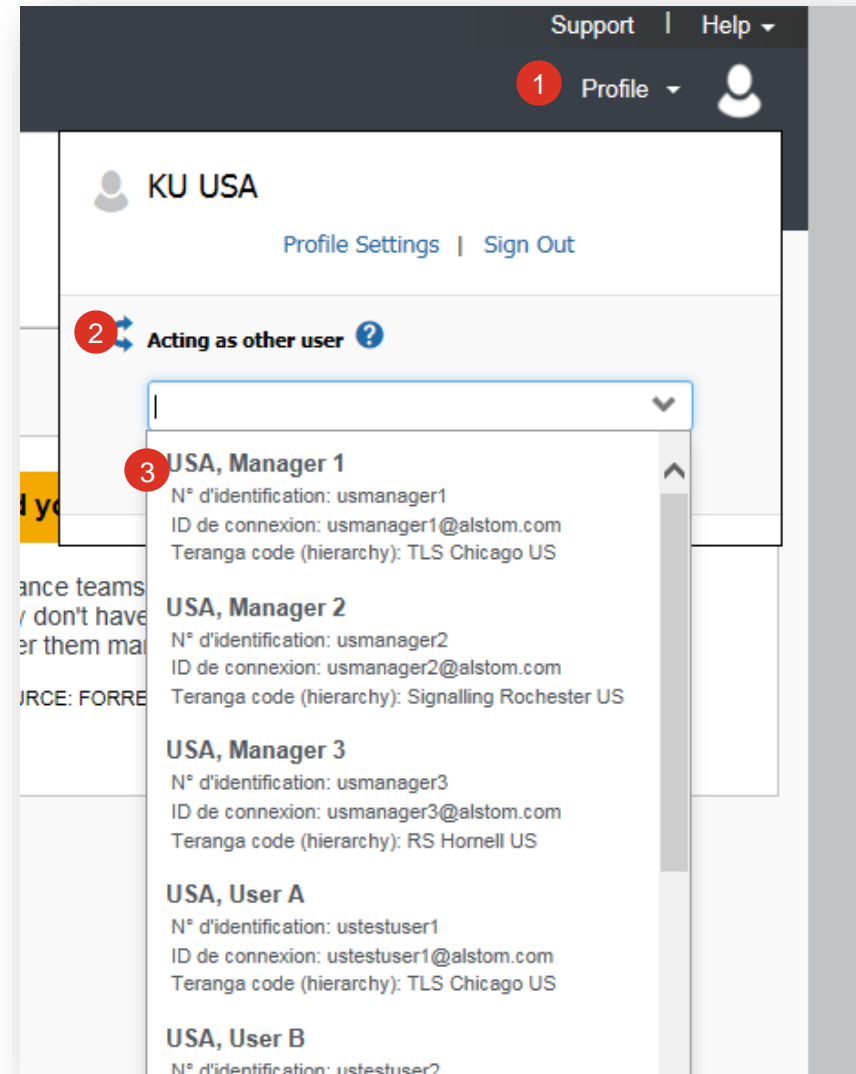 Support | Help
1 Profile
KU USA
Profile Settings | Sign Out
2 Acting as other user ?
3 USA, Manager 1
N° d'identification: usmanager1
ID de connexion: usmanager1@alstom.com
Teranga code (hierarchy): TLS Chicago US
USA, Manager 2
N° d'identification: usmanager2
ID de connexion: usmanager2@alstom.com
Teranga code (hierarchy): Signalling Rochester US
USA, Manager 3
N° d'identification: usmanager3
ID de connexion: usmanager3@alstom.com
Teranga code (hierarchy): RS Hornell US
USA, User A
N° d'identification: ustestuser1
ID de connexion: ustestuser1@alstom.com
Teranga code (hierarchy): TLS Chicago US
USA, User B
N° d'identification: ustestuser2
teams
don't have
them
FORRE